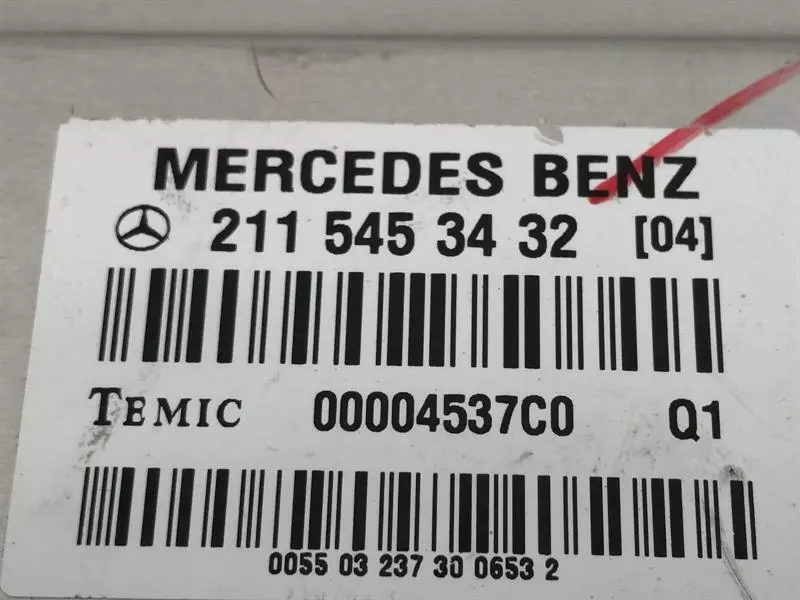 MERCEDES BENZ
211 545 34 32 [04]
TEMIC 00004537C0 Q1
0055 03 237 30 0653 2